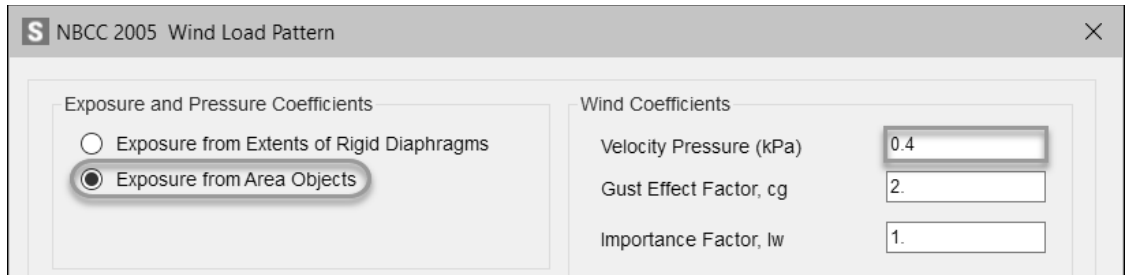 S NBCC 2005 Wind Load Pattern
Exposure and Pressure Coefficients
Exposure from Extents of Rigid Diaphragms
Exposure from Area Objects
Wind Coefficients
Velocity Pressure (kPa) 0.4
Gust Effect Factor, cg 2.
Importance Factor, Iw 1.